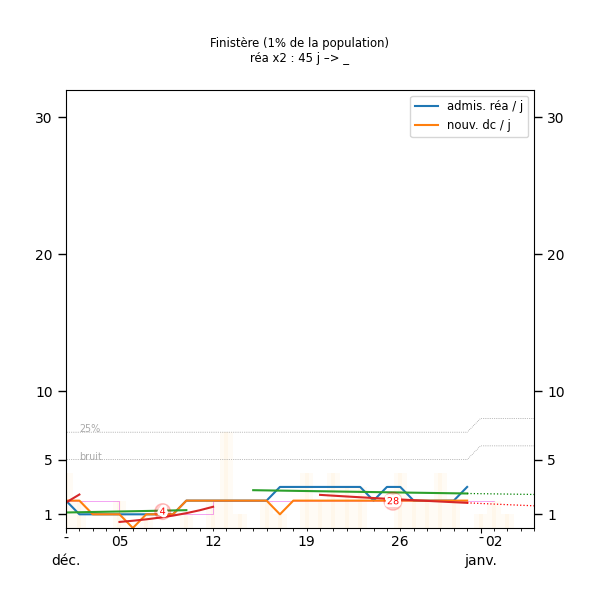 Finistère (1% de la population)
réa x2 : 45 j –> _
admis. réa / j
nouv. dc / j
30 30
20 20
10 10
25%
5 bruit 5
4 28
1 1
- 05 12 19 26 - 02
déc. janv.